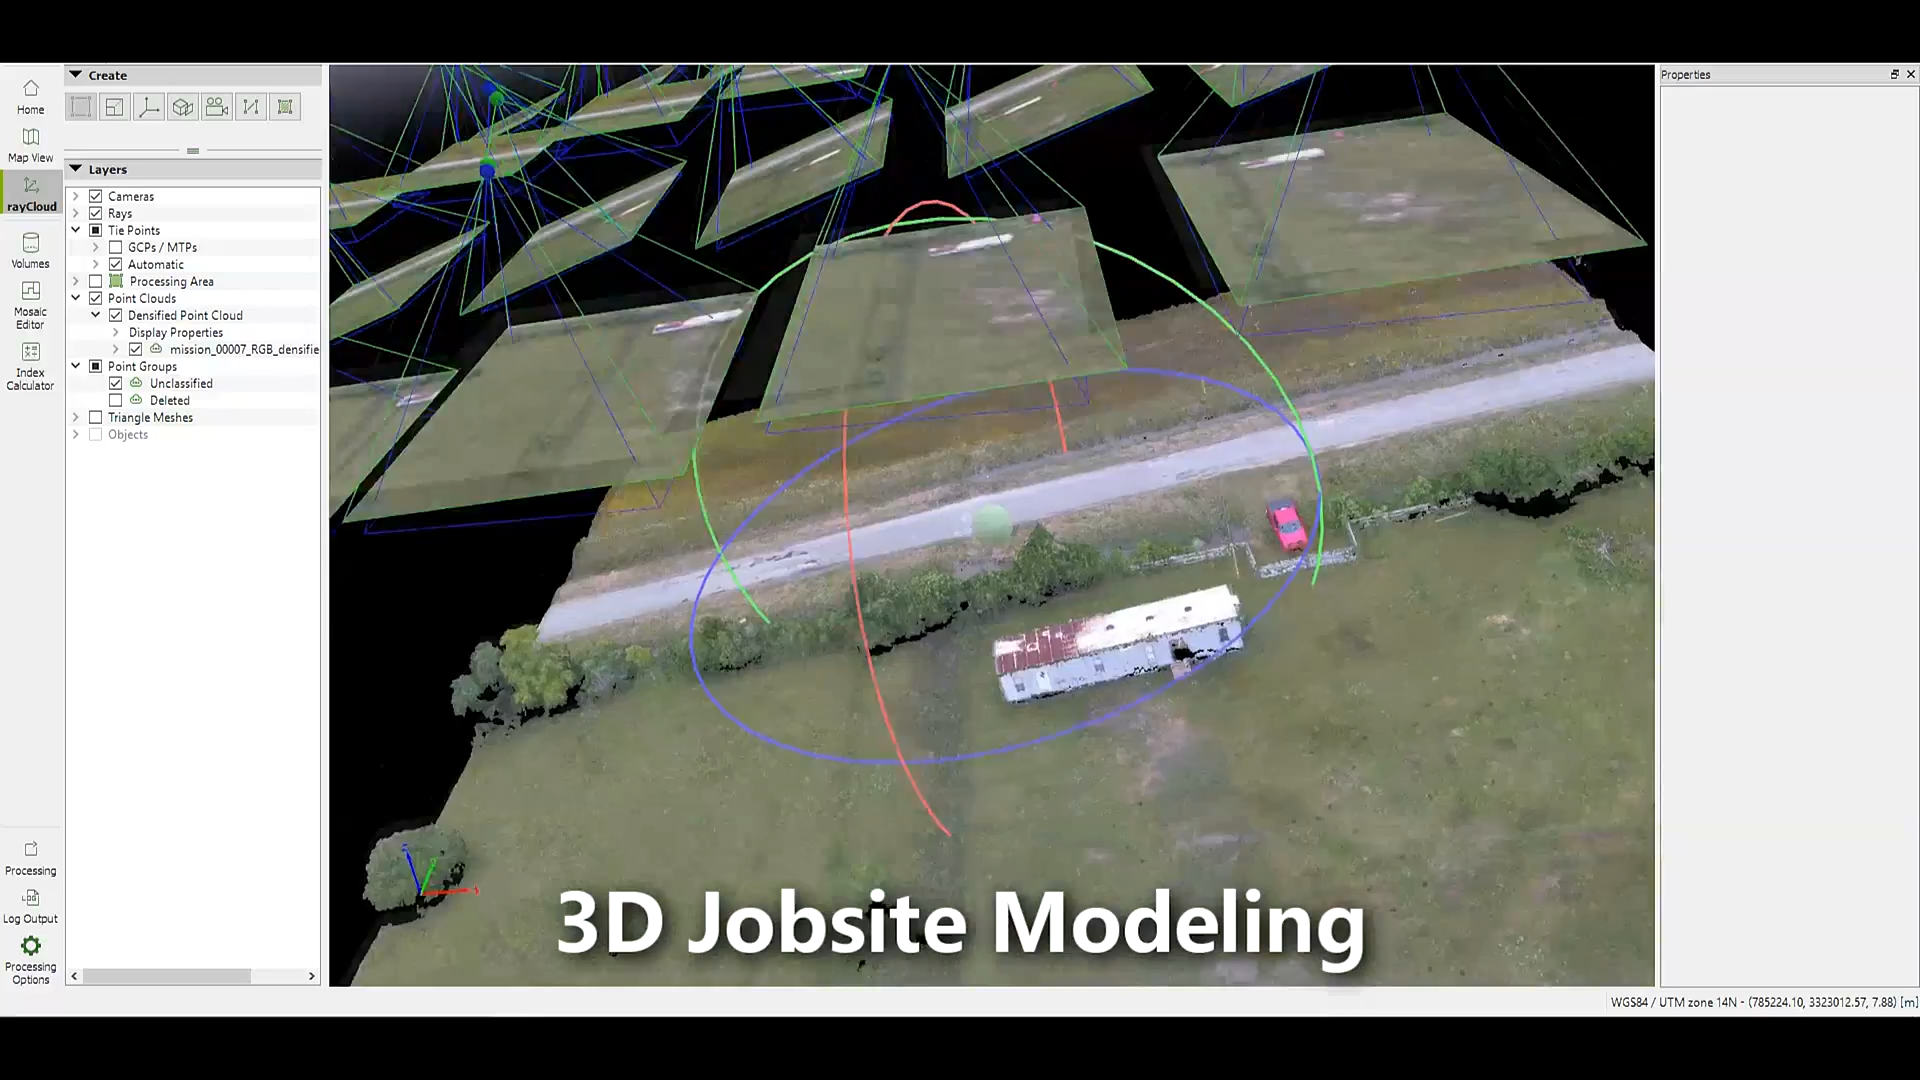 Home
Map View
rayCloud
Volumes
Mosaic
Editor
Index
Calculator
Processing
Log Output
Processing
Options
Create
Layers
Cameras
Rays
Tie Points
GCPs / MTPs
Automatic
Processing Area
Point Clouds
Densified Point Cloud
Display Properties
mission_00007_RGB_densifie
Point Groups
Unclassified
Deleted
Triangle Meshes
Objects
3D Jobsite Modeling
Properties
WGS84 / UTM zone 14N - (785224.10, 3323012.57, 7.88) [m]